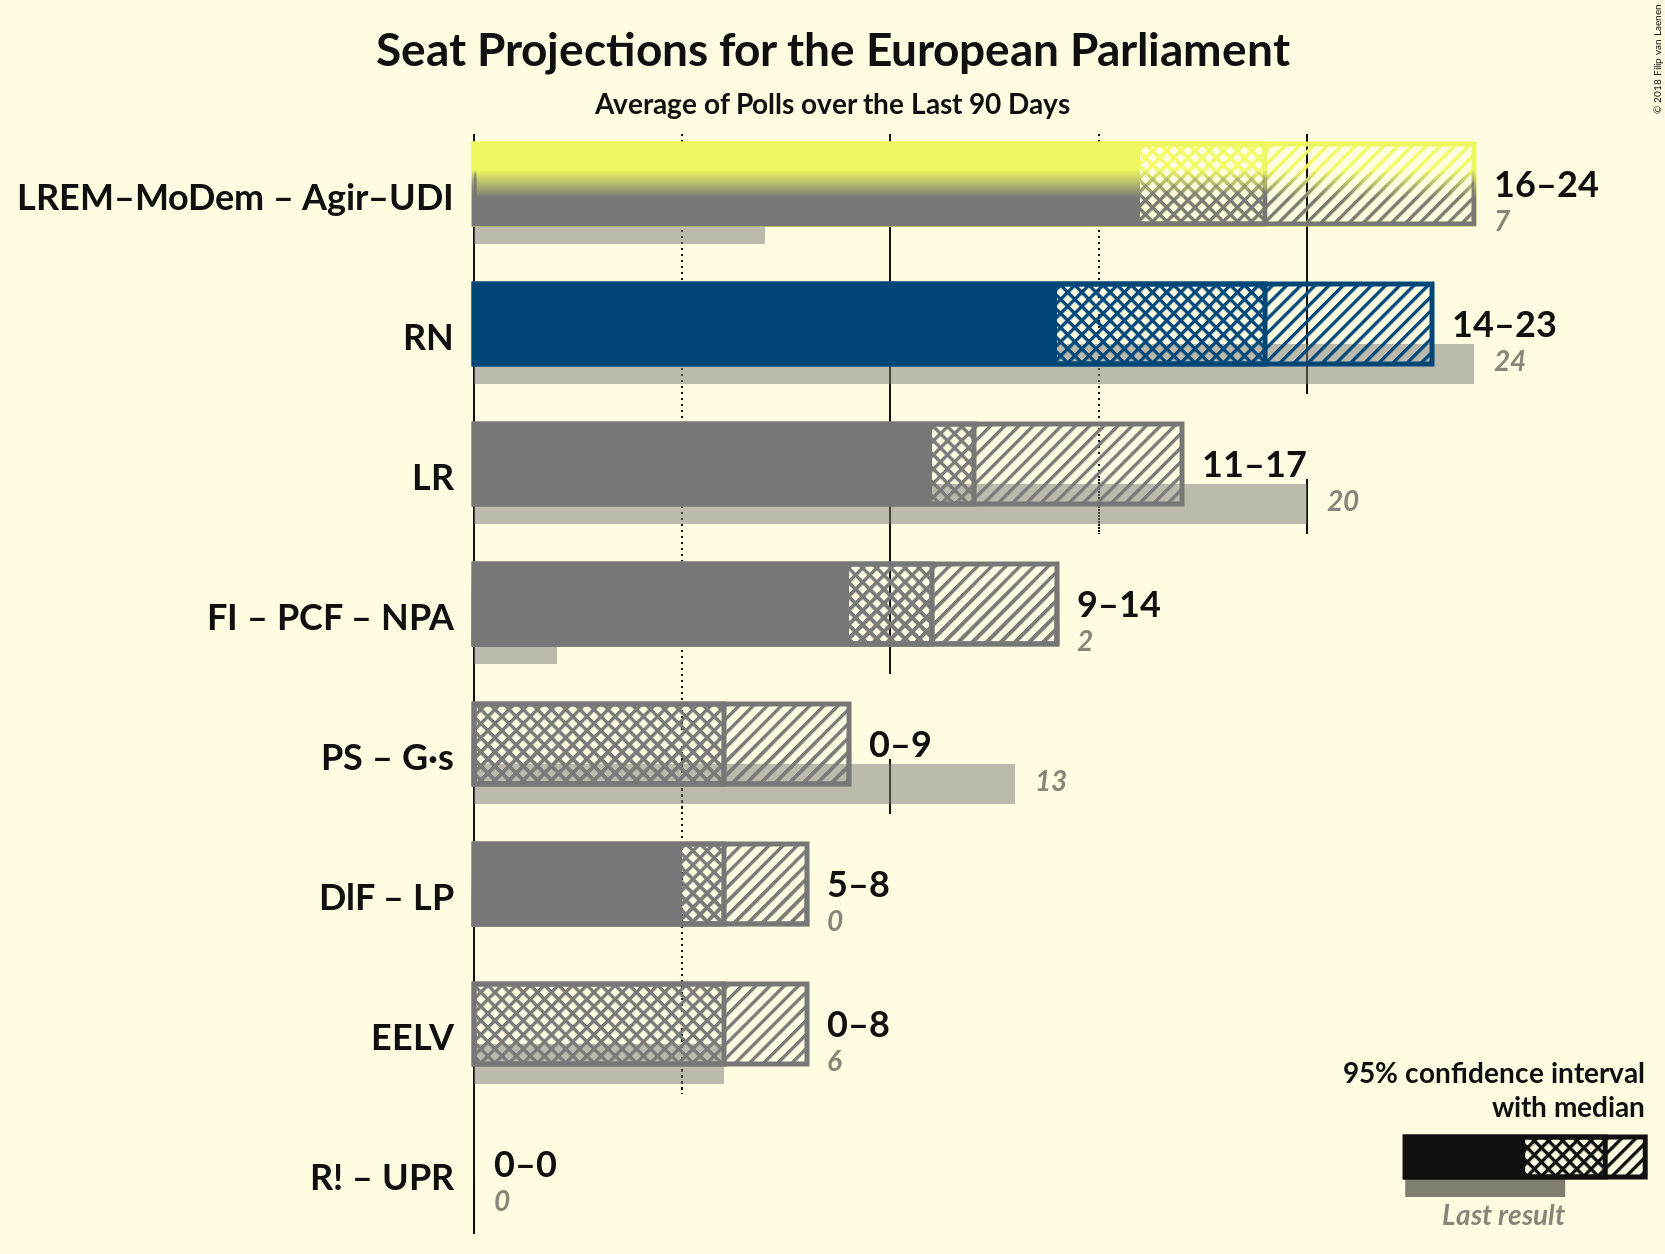 Seat Projections for the European Parliament
Average of Polls over the Last 90 Days
© 2018 Filip van Laenen
LREM–MoDem – Agir–UDI
16–24
7
RN
14–23
24
LR
11–17
20
FI – PCF – NPA
9–14
2
PS – G·s
0–9
13
DlF – LP
5–8
0
EELV
0–8
6
R! – UPR
0–0
0
95% confidence interval
with median
Last result